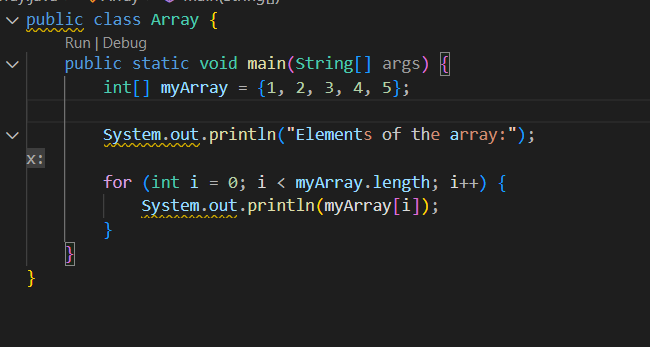 public class Array {
Run | Debug
public static void main(String[] args) {
int[] myArray = {1, 2, 3, 4, 5};
System.out.println("Elements of the array:");
x:
for (int i = 0; i < myArray.length; i++) {
System.out.println(myArray[i]);
}
}
}